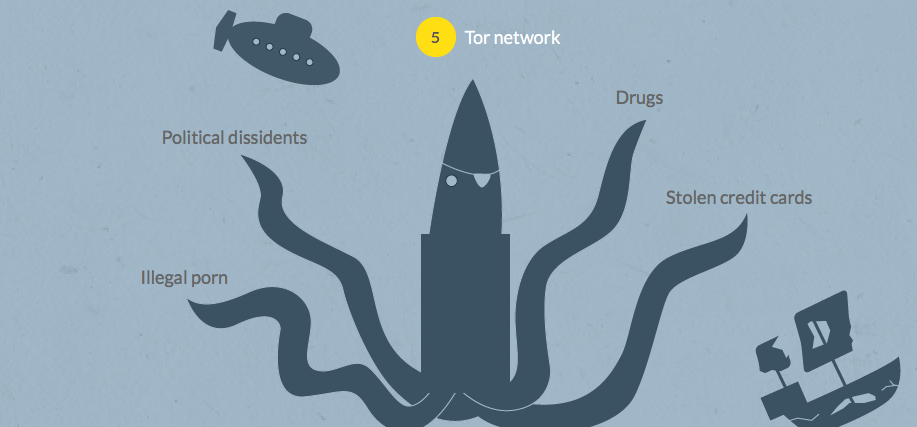 5 Tor network
Drugs
Political dissidents
Stolen credit cards
Illegal porn